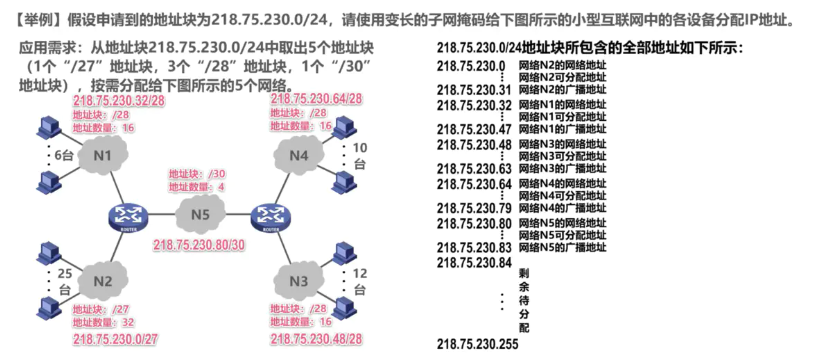 【举例】假设申请到的地址块为218.75.230.0/24，请使用变长的子网掩码给下图所示的小型互联网中的各设备分配IP地址。
应用需求：从地址块218.75.230.0/24中取出5个地址块
（1个“/27”地址块，3个“/28”地址块，1个“/30”
地址块），按需分配给下图所示的5个网络。
218.75.230.32/28
地址块：/28
地址数量：16
N1
6台
218.75.230.64/28
地址块：/28
地址数量：16
N4
10
台
地址块：/30
地址数量：4
N5
218.75.230.80/30
ROUTER
ROUTER
25
台
N2
地址块：/27
地址数量：32
218.75.230.0/27
N3
12
台
地址块：/28
地址数量：16
218.75.230.48/28
218.75.230.0/24地址块所包含的全部地址如下所示：
218.75.230.0 网络N2的网络地址
网络N2可分配地址
218.75.230.31 网络N2的广播地址
218.75.230.32 网络N1的网络地址
网络N1可分配地址
218.75.230.47 网络N1的广播地址
218.75.230.48 网络N3的网络地址
网络N3可分配地址
218.75.230.63 网络N3的广播地址
218.75.230.64 网络N4的网络地址
网络N4可分配地址
218.75.230.79 网络N4的广播地址
218.75.230.80 网络N5的网络地址
网络N5可分配地址
218.75.230.83 网络N5的广播地址
218.75.230.84
剩
余
待
分
配
218.75.230.255